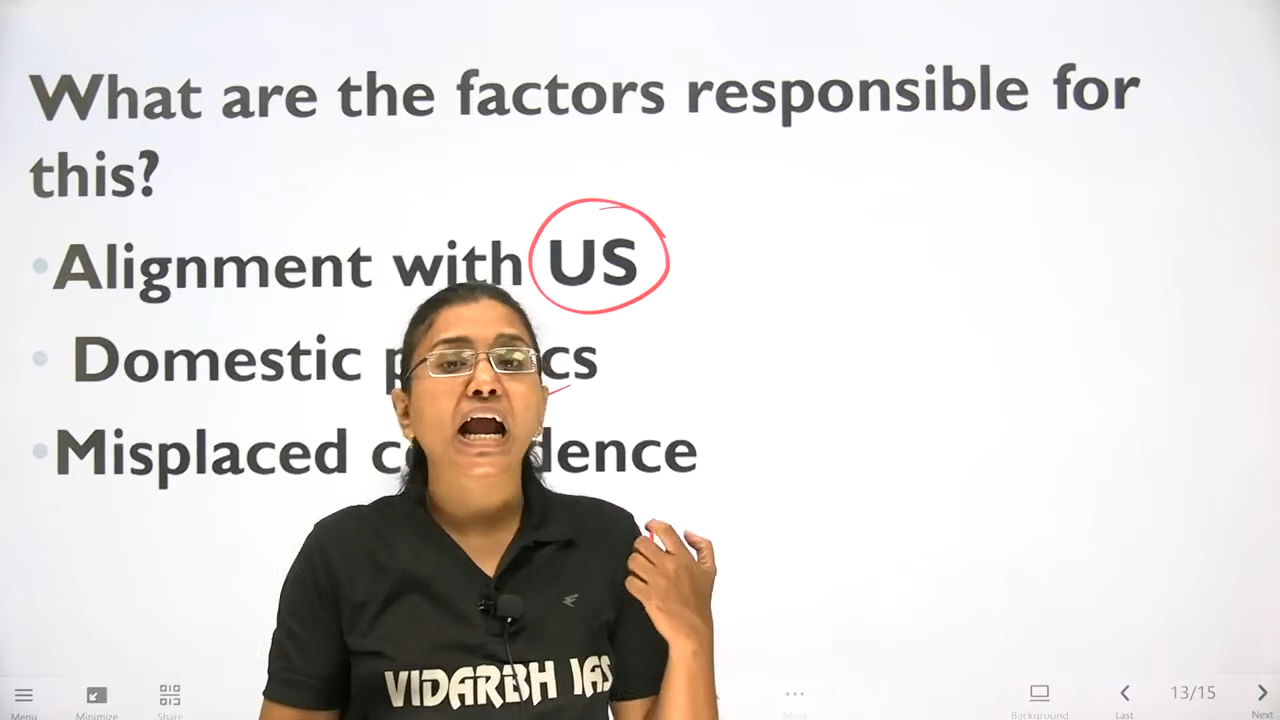 What are the factors responsible for
this?
•Alignment with US
• Domestic
•Misplaced
VIDARBH IAS
Menu
Minimize
Share
More
Background
Last
13/15
Next